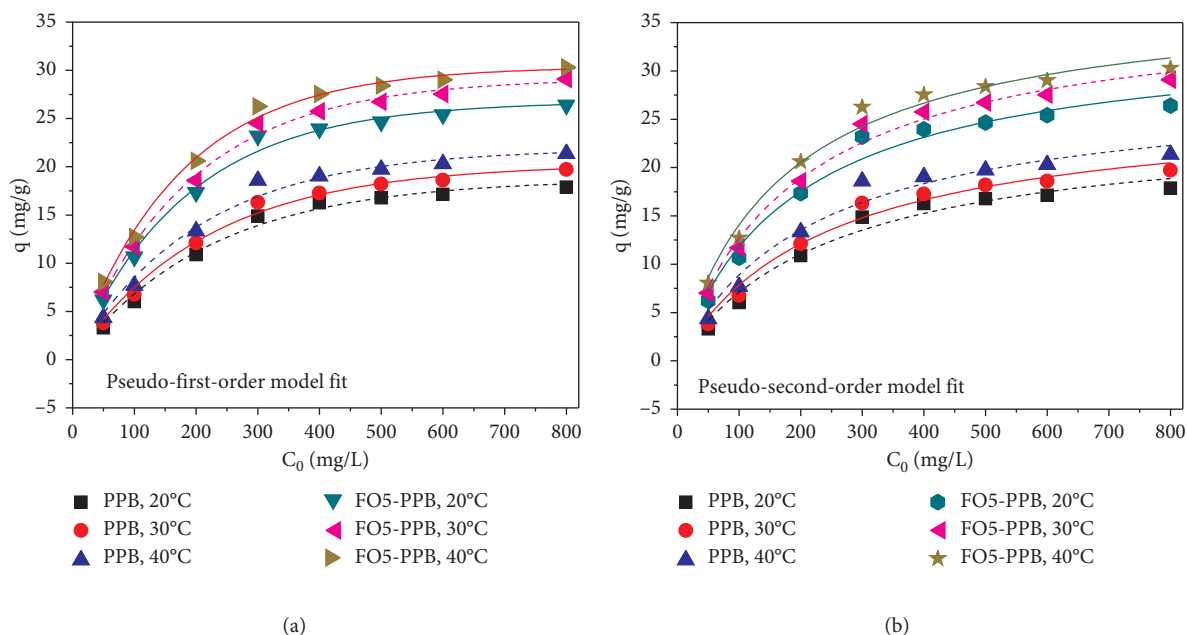 35
30
25
20
15
10
5
0
−5
q (mg/g)
Pseudo-first-order model fit
0 100 200 300 400 500 600 700 800
C₀ (mg/L)
PPB, 20°C
PPB, 30°C
PPB, 40°C
FO5-PPB, 20°C
FO5-PPB, 30°C
FO5-PPB, 40°C
(a)
35
30
25
20
15
10
5
0
−5
q (mg/g)
Pseudo-second-order model fit
0 100 200 300 400 500 600 700 800
C₀ (mg/L)
PPB, 20°C
PPB, 30°C
PPB, 40°C
FO5-PPB, 20°C
FO5-PPB, 30°C
FO5-PPB, 40°C
(b)